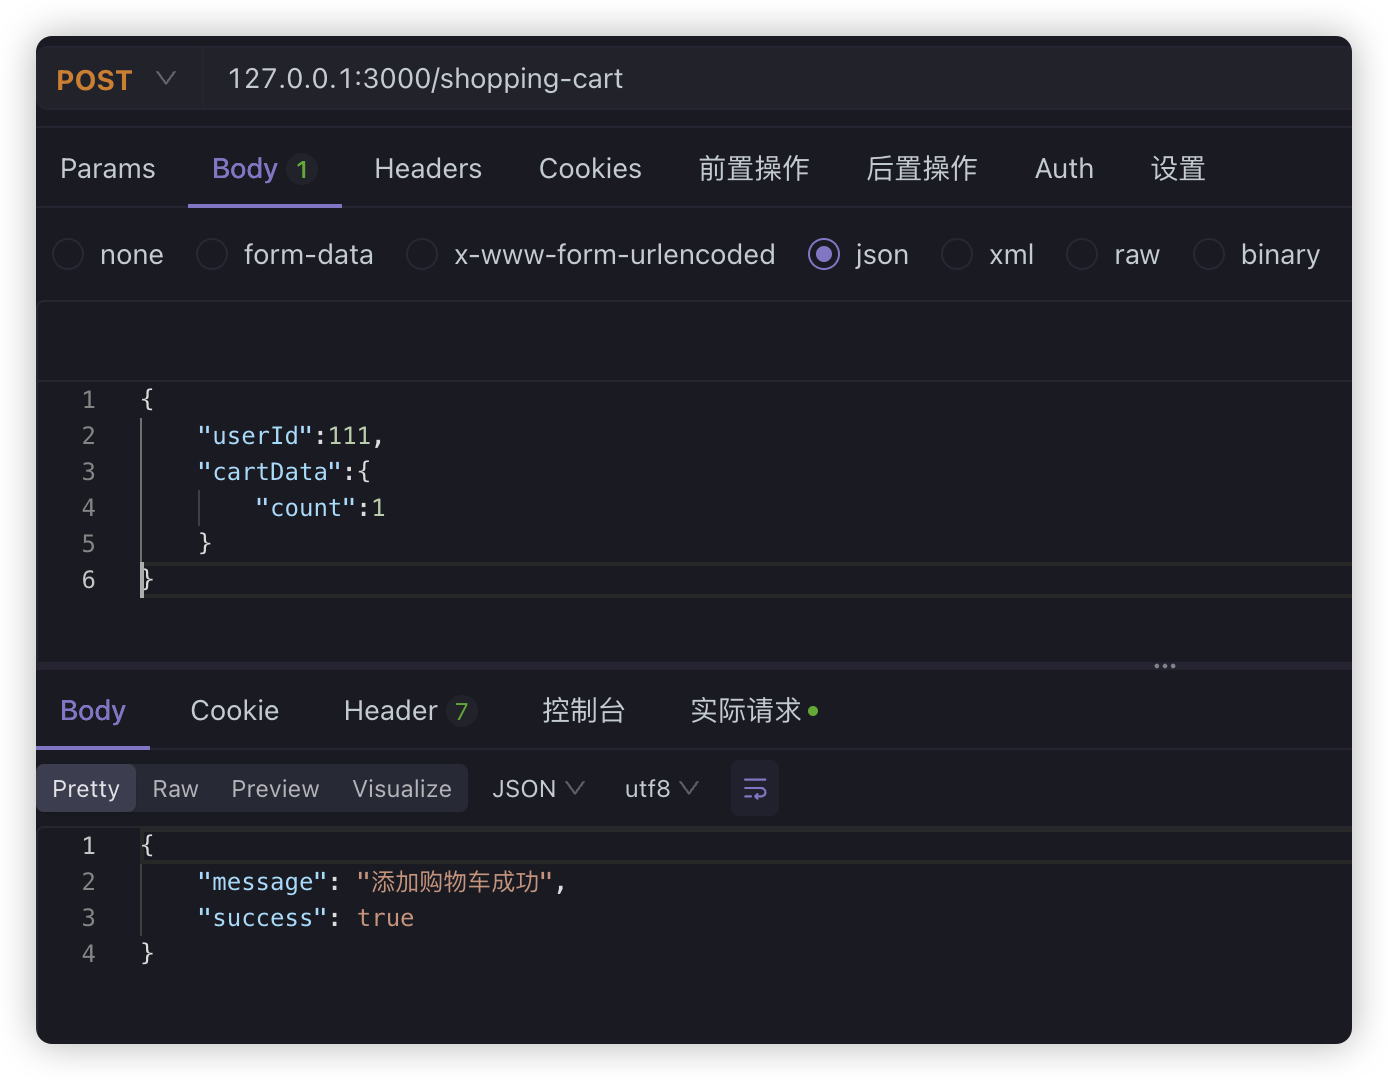 POST 127.0.0.1:3000/shopping-cart
Params Body 1 Headers Cookies 前置操作 后置操作 Auth 设置
none form-data x-www-form-urlencoded json xml raw binary
1 {
2 "userId":111,
3 "cartData":{
4 "count":1
5 }
6 }
Body Cookie Header 7 控制台 实际请求
Pretty Raw Preview Visualize JSON utf8
1 {
2 "message": "添加购物车成功",
3 "success": true
4 }